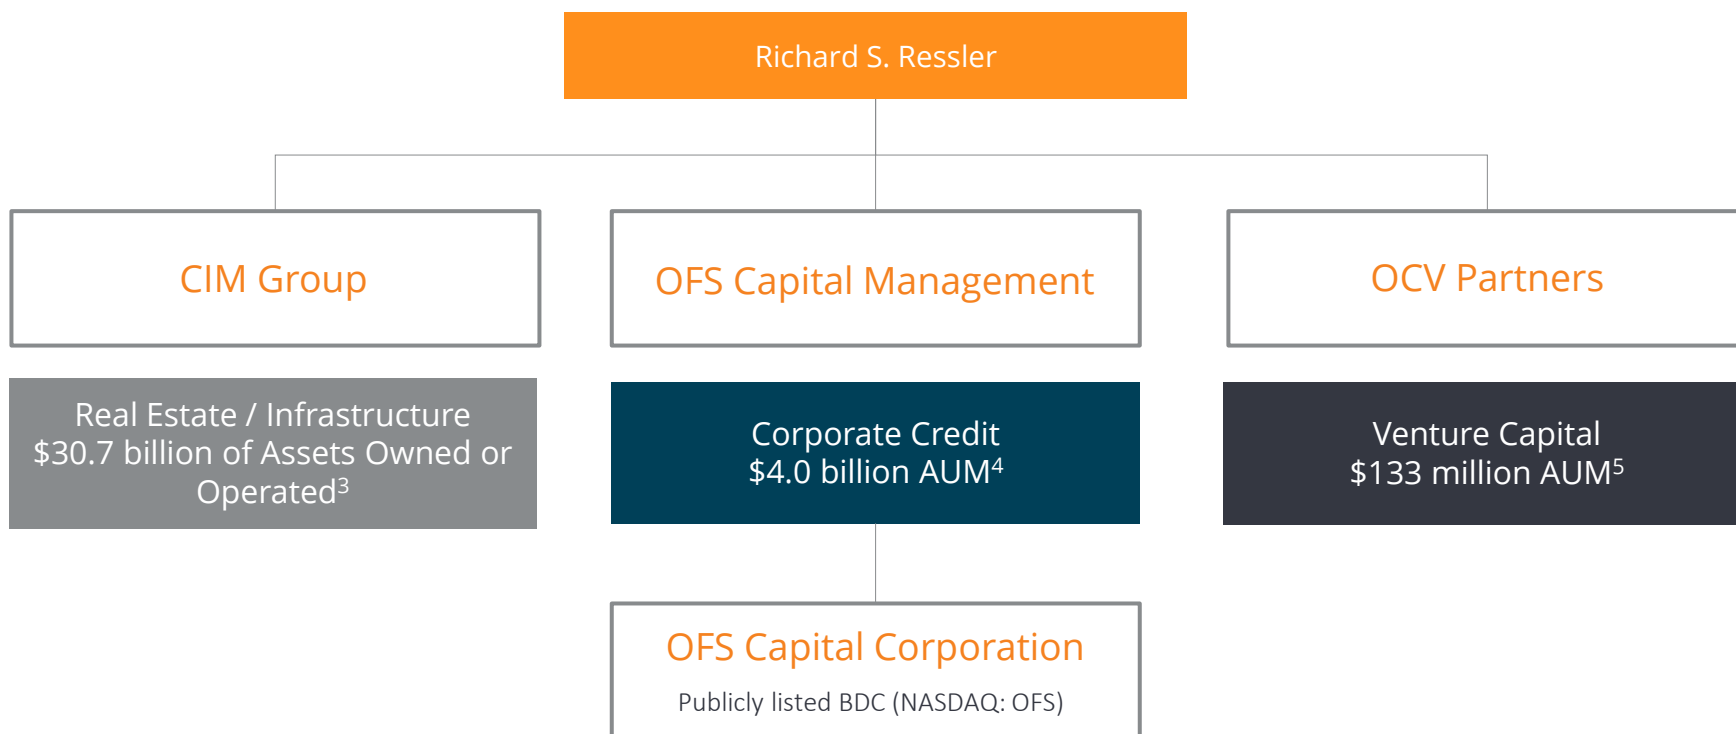 Richard S. Ressler
CIM Group
OFS Capital Management
OCV Partners
Real Estate / Infrastructure
$30.7 billion of Assets Owned or
Operated³
Corporate Credit
$4.0 billion AUM⁴
Venture Capital
$133 million AUM⁵
OFS Capital Corporation
Publicly listed BDC (NASDAQ: OFS)